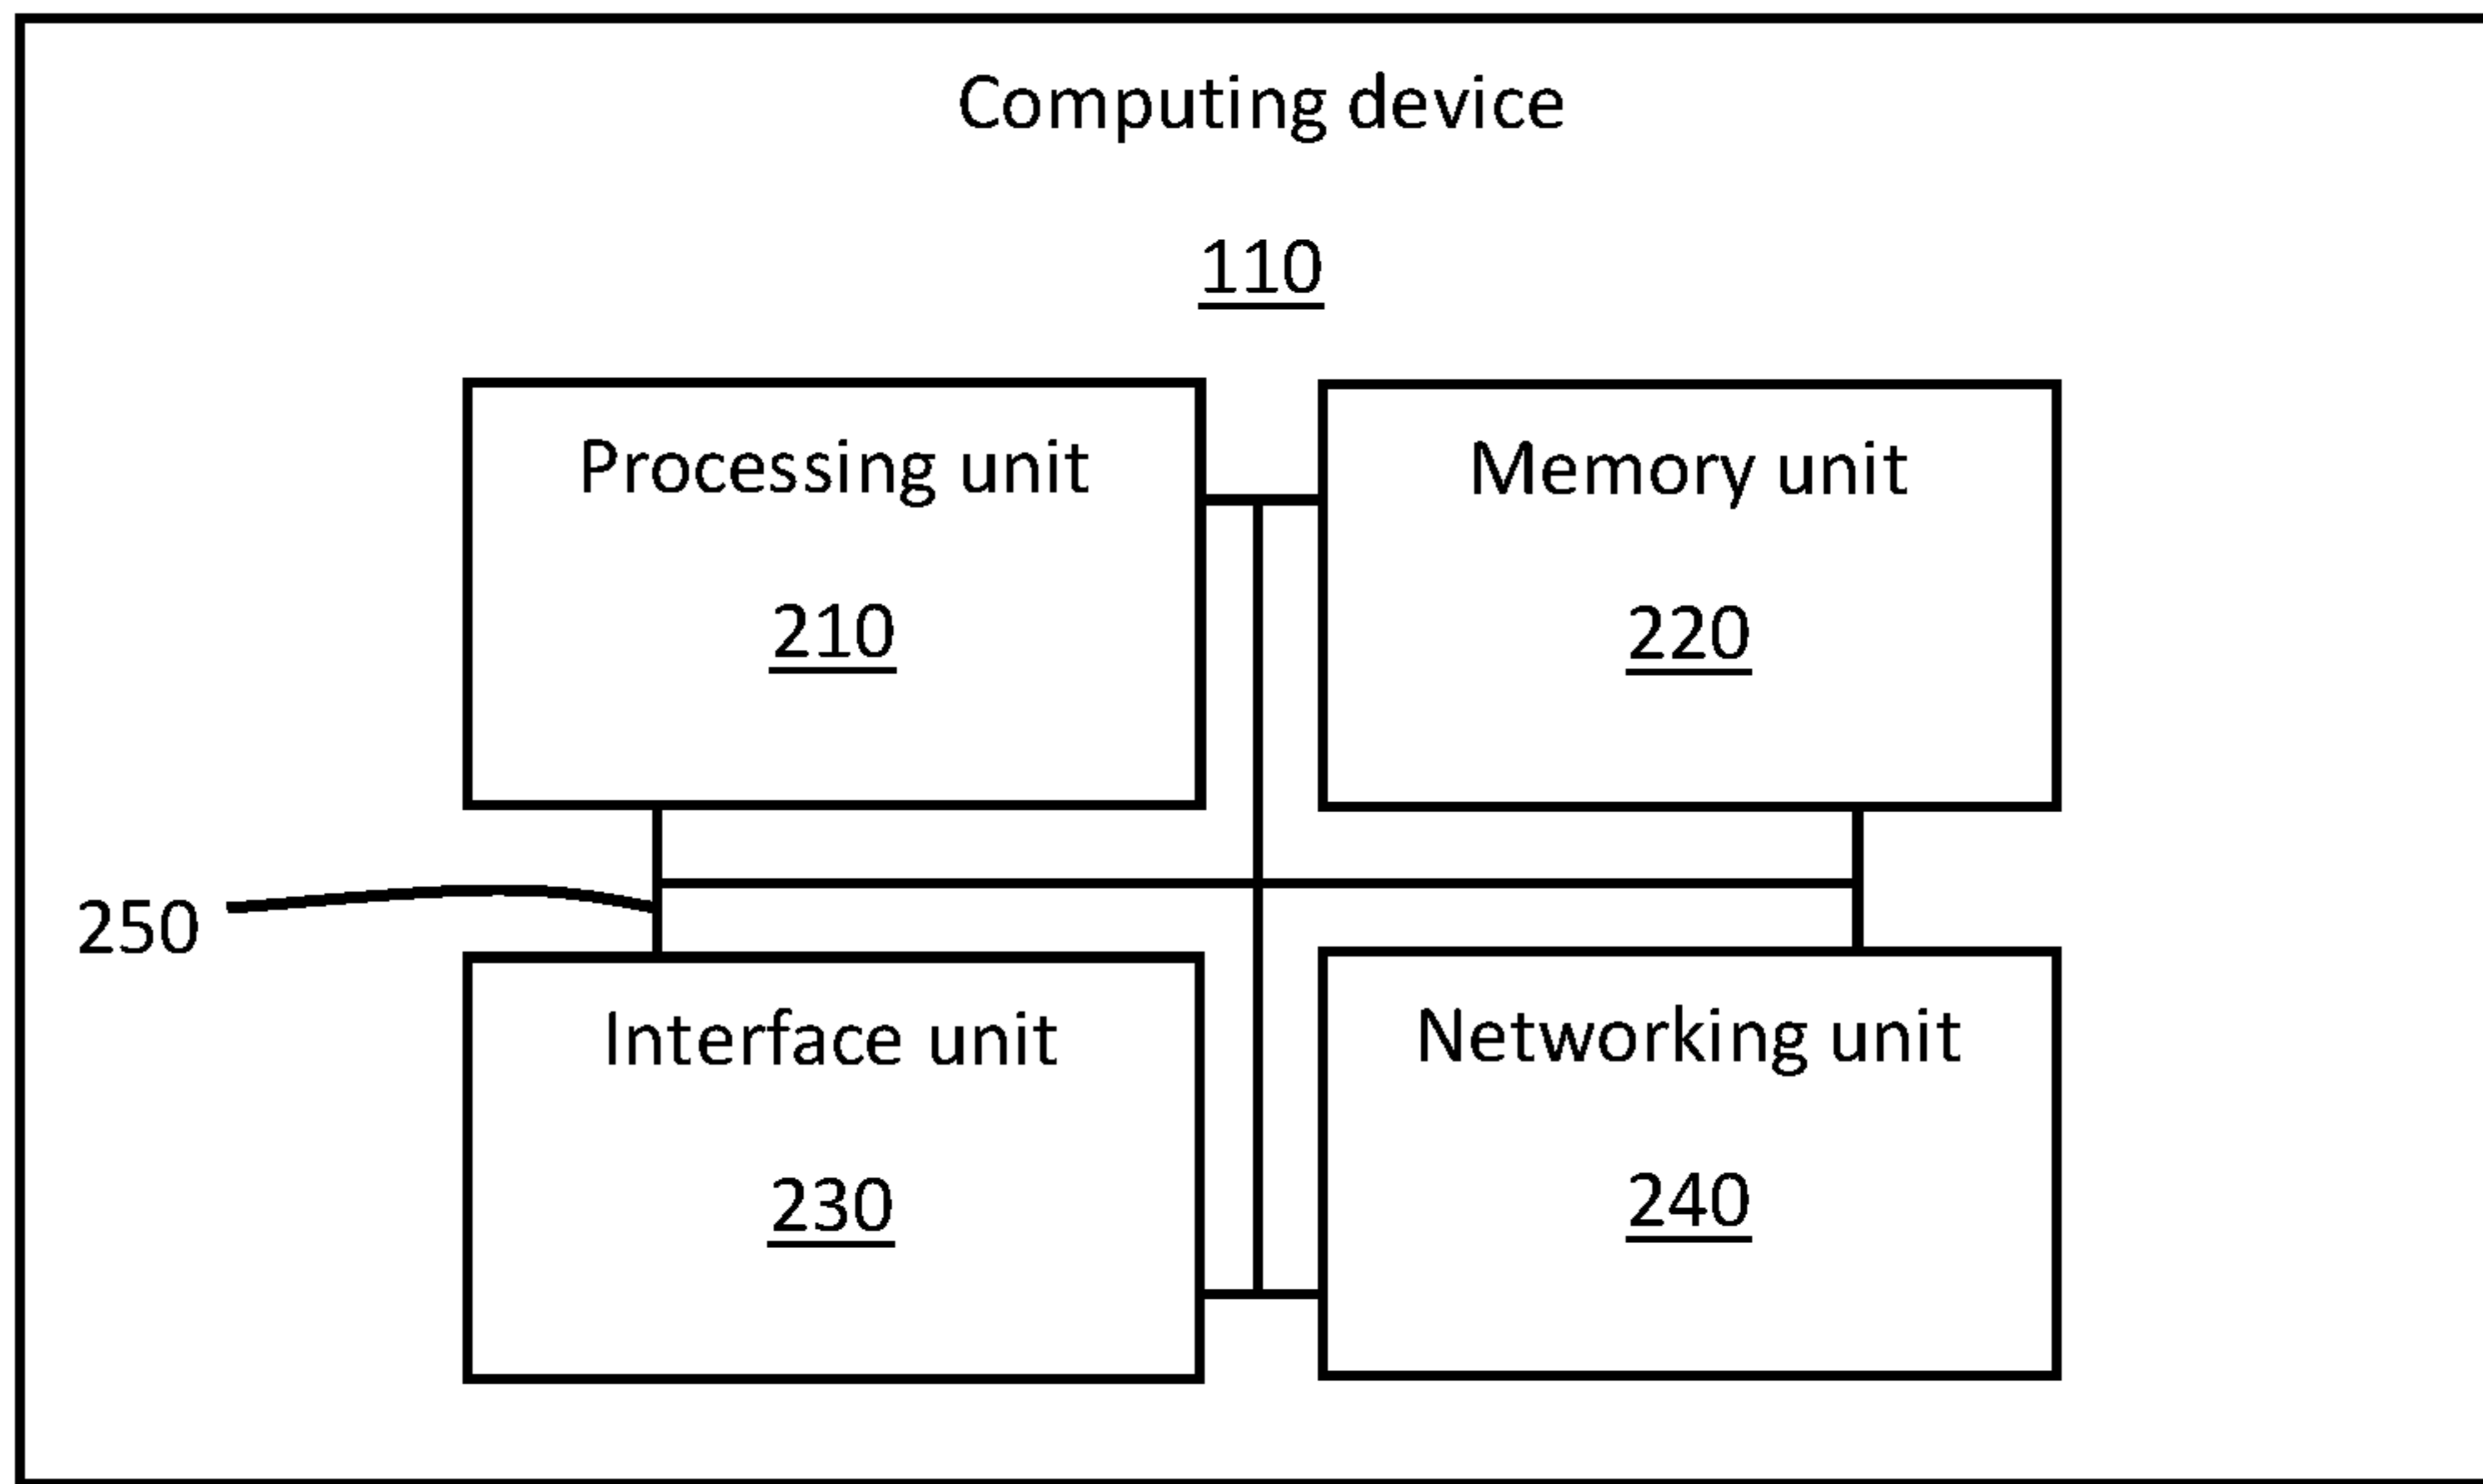 Computing device
110
Processing unit
210
Memory unit
220
250
Interface unit
230
Networking unit
240